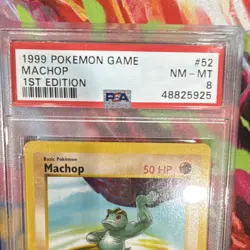 1999 POKEMON GAME #52
MACHOP NM - MT
1ST EDITION 8
PSA 48825925
Basic Pokémon
Machop 50 HP